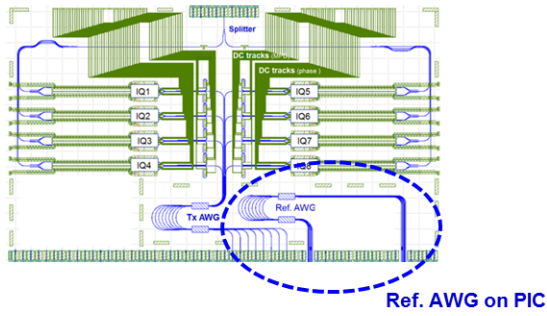 Splitter
DC tracks (MPD)
DC tracks (phase )
IQ1 IQ5
IQ2 IQ6
IQ3 IQ7
IQ4
Tx AWG
Ref. AWG
Ref. AWG on PIC